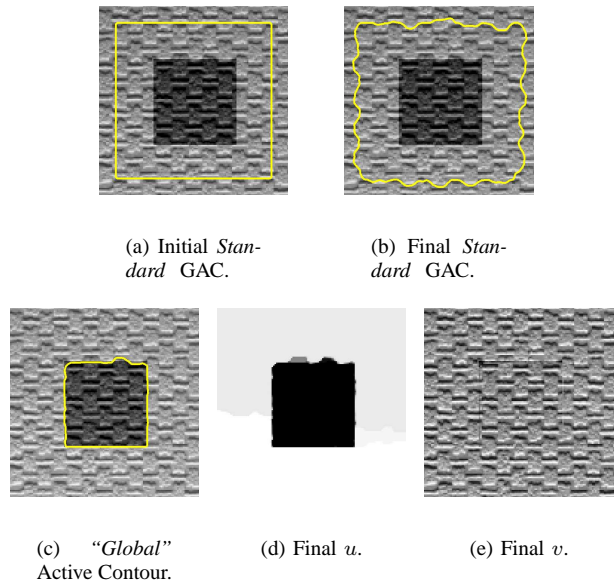 (a) Initial Stan-
dard GAC.
(b) Final Stan-
dard GAC.
(c) “Global”
Active Contour.
(d) Final u.
(e) Final v.